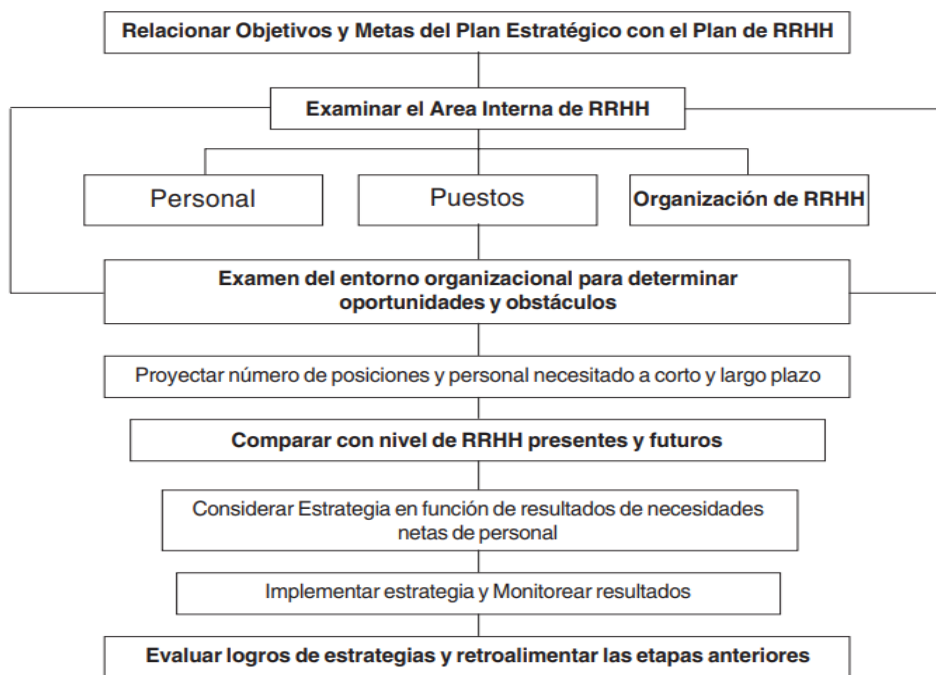 Relacionar Objetivos y Metas del Plan Estratégico con el Plan de RRHH
Examinar el Area Interna de RRHH
Personal
Puestos
Organización de RRHH
Examen del entorno organizacional para determinar
oportunidades y obstáculos
Proyectar número de posiciones y personal necesitado a corto y largo plazo
Comparar con nivel de RRHH presentes y futuros
Considerar Estrategia en función de resultados de necesidades
netas de personal
Implementar estrategia y Monitorear resultados
Evaluar logros de estrategias y retroalimentar las etapas anteriores